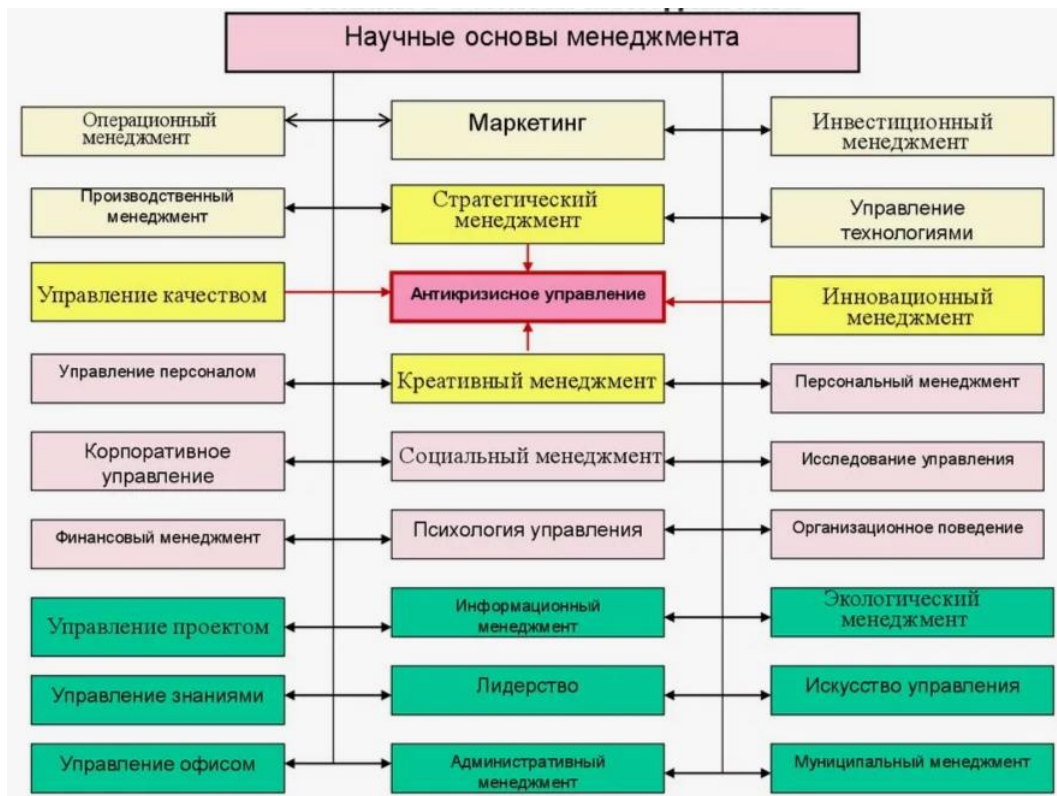 Научные основы менеджмента
Операционный
менеджмент
Маркетинг
Инвестиционный
менеджмент
Производственный
менеджмент
Стратегический
менеджмент
Управление
технологиями
Управление качеством
Антикризисное управление
Инновационный
менеджмент
Управление персоналом
Креативный менеджмент
Персональный менеджмент
Корпоративное
управление
Социальный менеджмент
Исследование управления
Финансовый менеджмент
Психология управления
Организационное поведение
Управление проектом
Информационный
менеджмент
Экологический
менеджмент
Управление знаниями
Лидерство
Искусство управления
Управление офисом
Административный
менеджмент
Муниципальный менеджмент